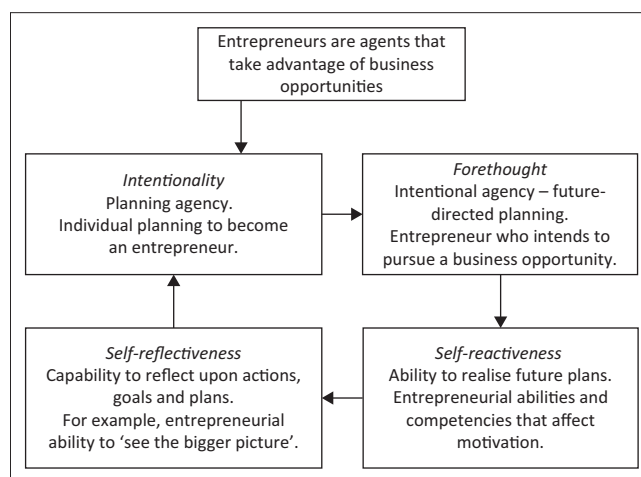 Entrepreneurs are agents that
take advantage of business
opportunities
Intentionality
Planning agency.
Individual planning to become
an entrepreneur.
Forethought
Intentional agency – future-
directed planning.
Entrepreneur who intends to
pursue a business opportunity.
Self-reflectiveness
Capability to reflect upon actions,
goals and plans.
For example, entrepreneurial
ability to ‘see the bigger picture’.
Self-reactiveness
Ability to realise future plans.
Entrepreneurial abilities and
competencies that affect
motivation.